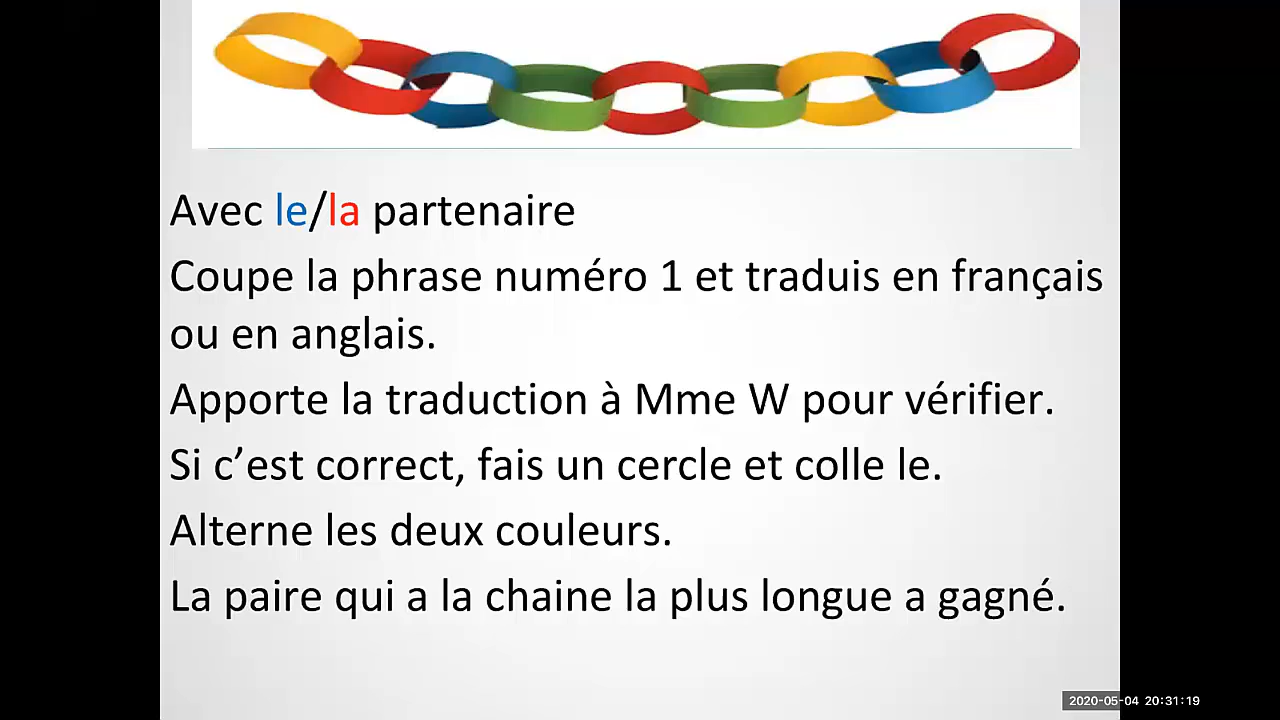 Avec le/la partenaire
Coupe la phrase numéro 1 et traduis en français
ou en anglais.
Apporte la traduction à Mme W pour vérifier.
Si c’est correct, fais un cercle et colle le.
Alterne les deux couleurs.
La paire qui a la chaine la plus longue a gagné.
2020-05-04 20:31:19